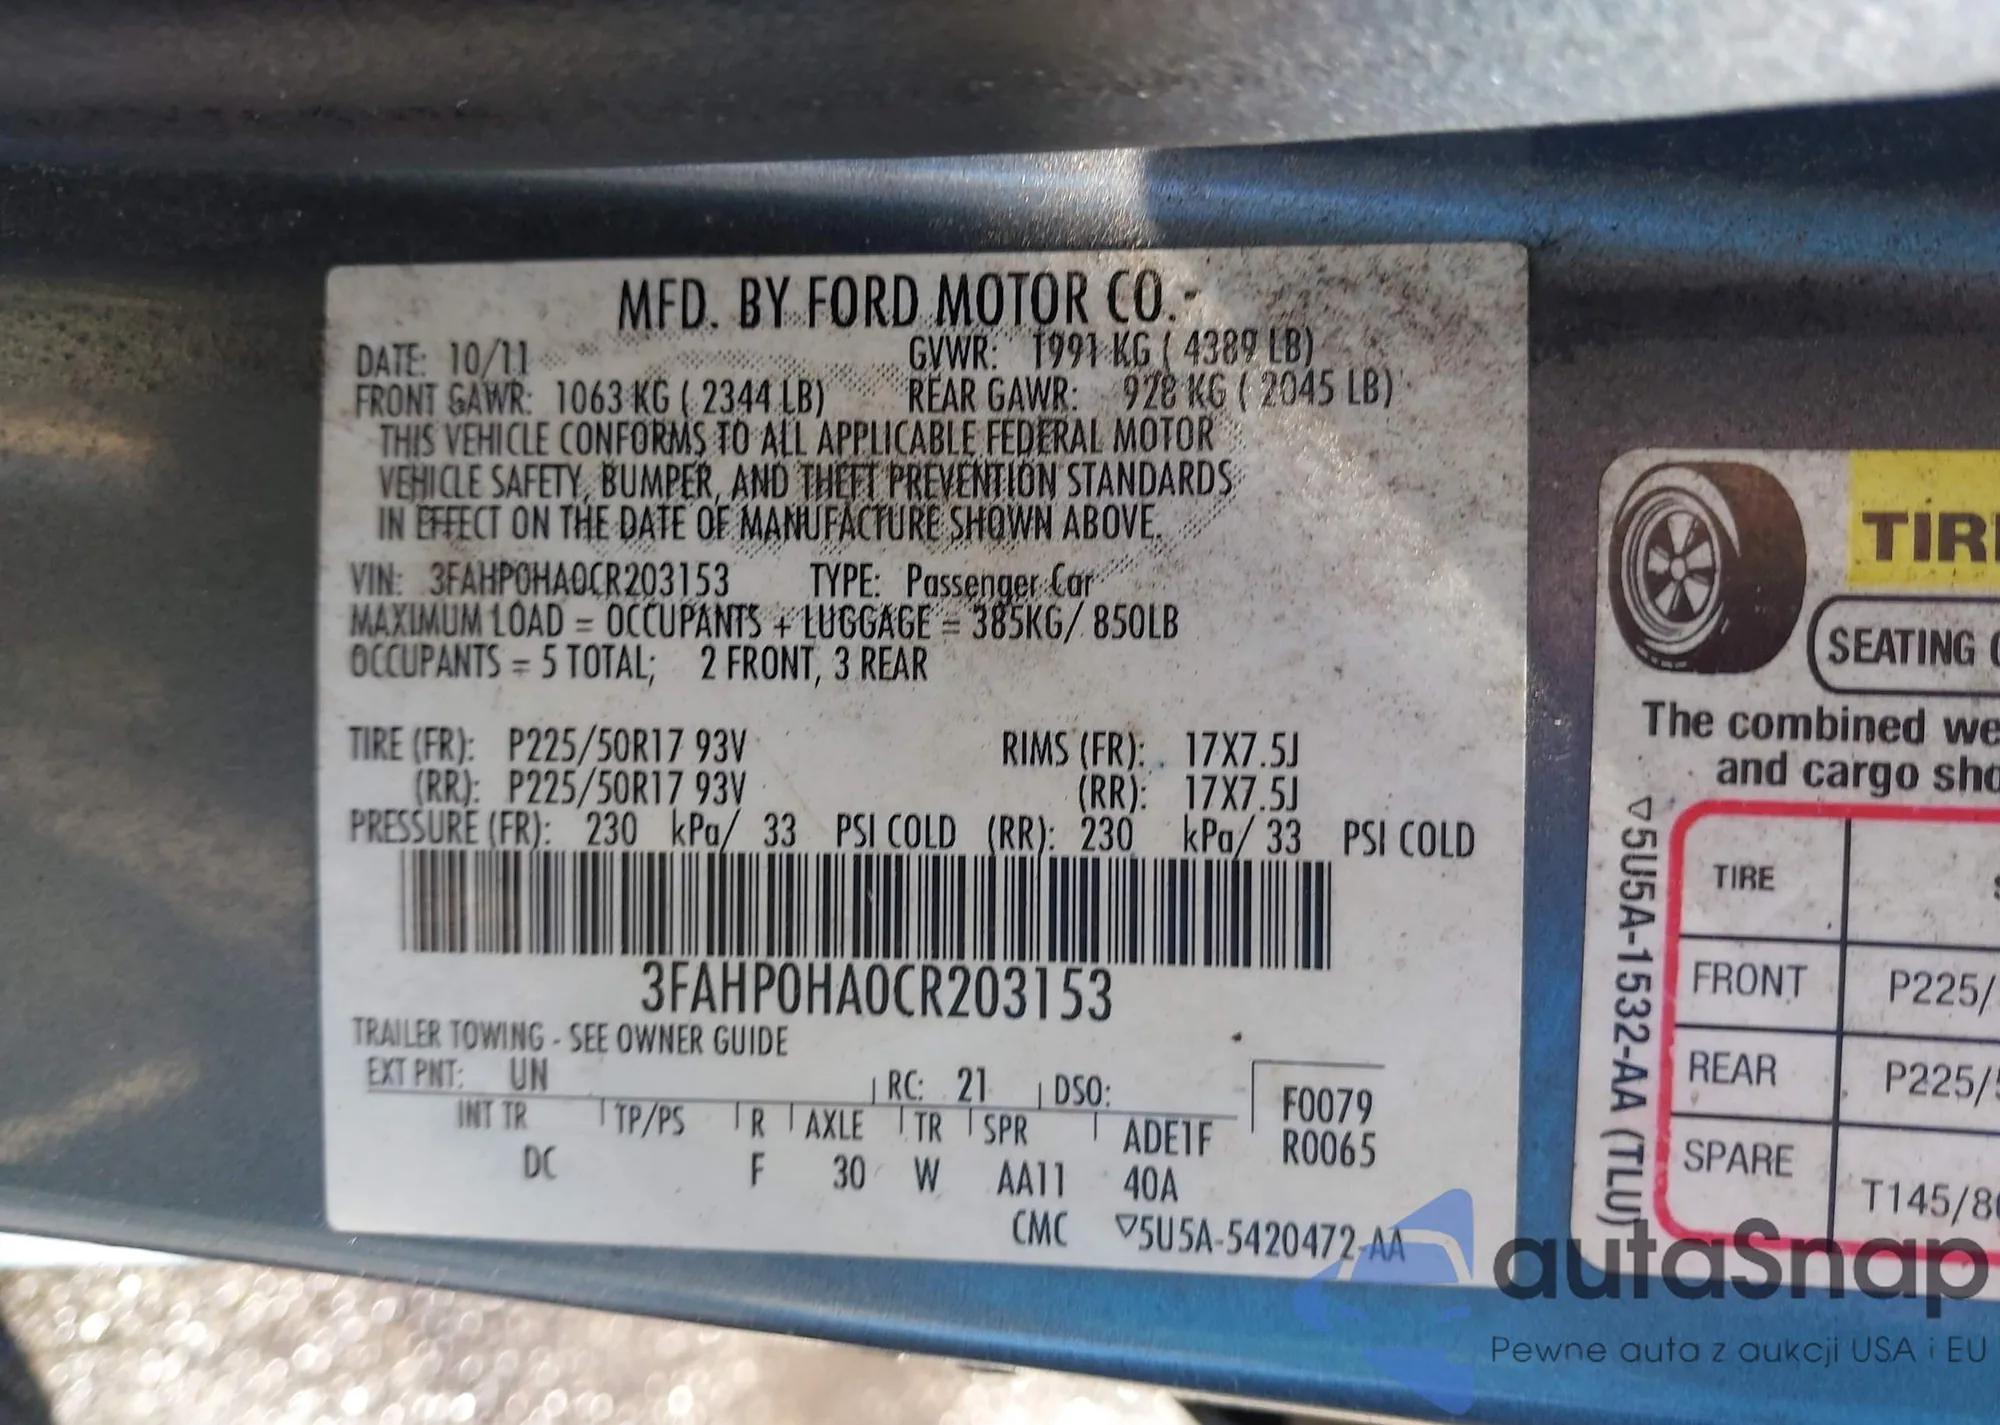 MFD. BY FORD MOTOR CO.
DATE: 10/11 GVWR: 1991 KG ( 4389 LB)
FRONT GAWR: 1063 KG ( 2344 LB) REAR GAWR: 928 KG ( 2045 LB)
THIS VEHICLE CONFORMS TO ALL APPLICABLE FEDERAL MOTOR
VEHICLE SAFETY, BUMPER, AND THEFT PREVENTION STANDARDS
IN EFFECT ON THE DATE OF MANUFACTURE SHOWN ABOVE.
VIN: 3FAHP0HA0CR203153 TYPE: Passenger Car
MAXIMUM LOAD = OCCUPANTS + LUGGAGE = 385KG/ 850LB
OCCUPANTS = 5 TOTAL; 2 FRONT, 3 REAR
TIRE (FR): P225/50R17 93V RIMS (FR): 17X7.5J
(RR): P225/50R17 93V (RR): 17X7.5J
PRESSURE (FR): 230 kPa/ 33 PSI COLD (RR): 230 kPa/ 33 PSI COLD
3FAHP0HA0CR203153
TRAILER TOWING - SEE OWNER GUIDE
EXT PNT: UN RC: 21 DSO:
INT TR TP/PS R AXLE TR SPR ADE1F
DC F 30 W AA11 40A
F0079
R0065
CMC ▽5U5A-5420472-AA
TIR
SEATING
The combined we
and cargo sho
▽5U5A-1532-AA (TLU)
TIRE
FRONT P225/
REAR P225/5
SPARE T145/8
autaSnap
Pewne auta z aukcji USA i EU